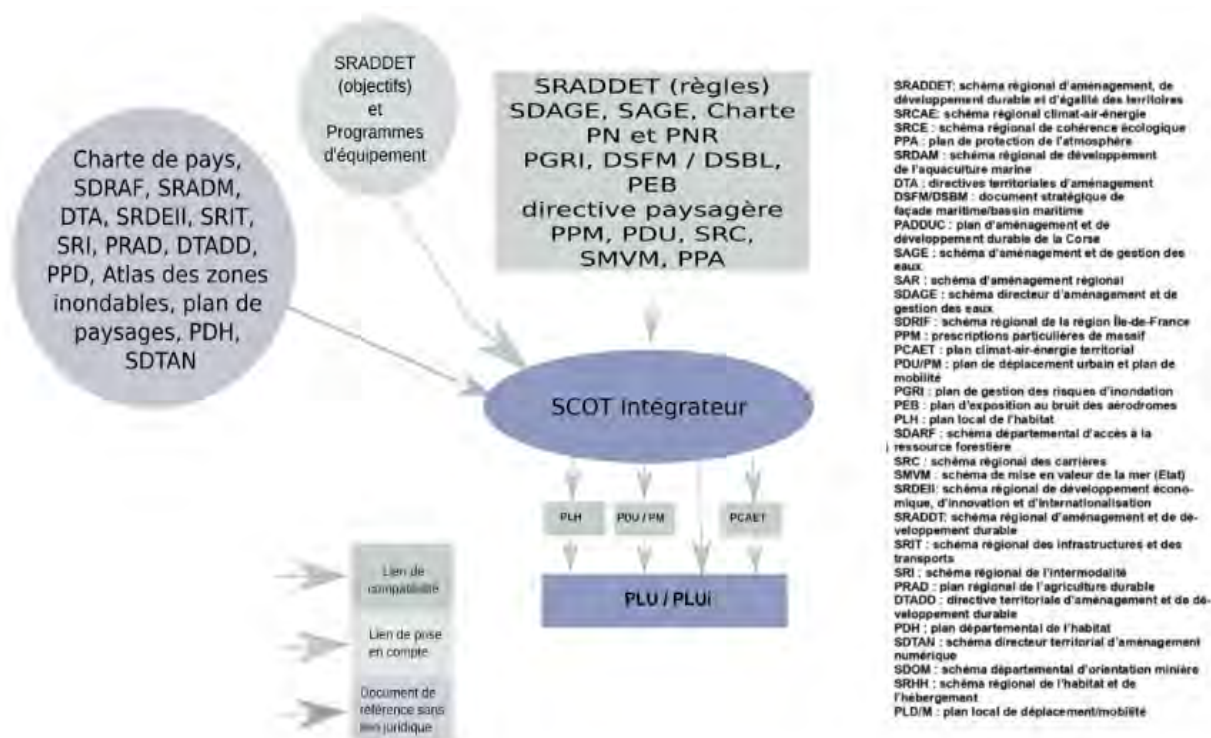 SRADDET
(objectifs)
et
Programmes
d'équipement
SRADDET (règles)
SDAGE, SAGE, Charte
PN et PNR
PGRI, DSFM / DSBL,
PEB
directive paysagère
PPM, PDU, SRC,
SMVM, PPA
Charte de pays,
SDRAF, SRADM,
DTA, SRDEII, SRIT,
SRI, PRAD, DTADD,
PPD, Atlas des zones
inondables, plan de
paysages, PDH,
SDTAN
SCOT intégrateur
PLH
PDU / PM
PCAET
PLU / PLUi
Lien de
compatibilité
Lien de prise
en compte
Document de
référence sans
lien juridique
SRADDET: schéma régional d'aménagement, de
développement durable et d'égalité des territoires
SRCAE: schéma régional climat-air-énergie
SRCE : schéma régional de cohérence écologique
PPA : plan de protection de l'atmosphère
SRDAM : schéma régional de développement
de l'aquaculture marine
DTA : directives territoriales d'aménagement
DSFM/DSBM : document stratégique de
façade maritime/bassin maritime
PADDUC : plan d'aménagement et de
développement durable de la Corse
SAGE : schéma d'aménagement et de gestion des
eaux
SAR : schéma d'aménagement régional
SDAGE : schéma directeur d'aménagement et de
gestion des eaux
SDRIF : schéma régional de la région Île-de-France
PPM : prescriptions particulières de massif
PCAET : plan climat-air-énergie territorial
PDU/PM : plan de déplacement urbain et plan de
mobilité
PGRI : plan de gestion des risques d'inondation
PEB : plan d'exposition au bruit des aérodromes
PLH : plan local de l'habitat
SDARF : schéma départemental d'accès à la
ressource forestière
SRC : schéma régional des carrières
SMVM : schéma de mise en valeur de la mer (Etat)
SRDEII: schéma régional de développement écono-
mique, d'innovation et d'internationalisation
SRADDT: schéma régional d'aménagement et de dé-
veloppement durable
SRIT : schéma régional des infrastructures et des
transports
SRI : schéma régional de l'intermodalité
PRAD : plan régional de l'agriculture durable
DTADD : directive territoriale d'aménagement et de dé-
veloppement durable
PDH : plan départemental de l'habitat
SDTAN : schéma directeur territorial d'aménagement
numérique
SDOM : schéma départemental d'orientation minière
SRHH : schéma régional de l'habitat et de
l'hébergement
PLD/M : plan local de déplacement/mobilité